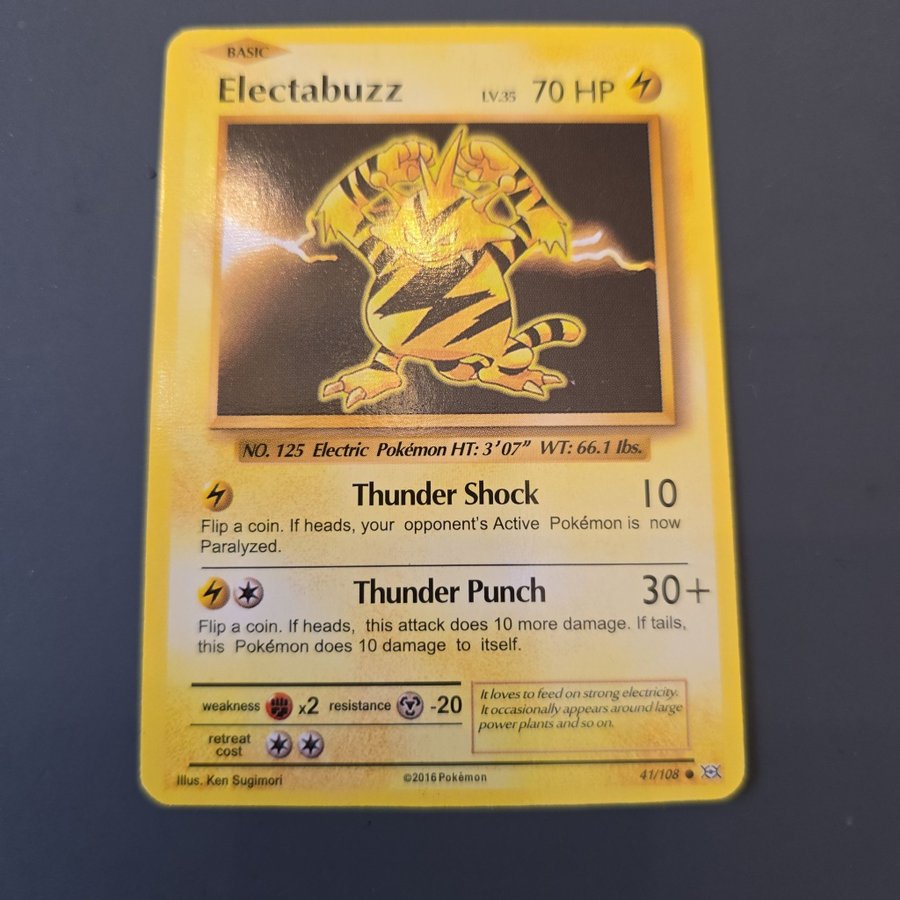 BASIC
Electabuzz LV.35 70 HP
NO. 125 Electric Pokémon HT: 3'07" WT: 66.1 lbs.
Thunder Shock 10
Flip a coin. If heads, your opponent's Active Pokémon is now
Paralyzed.
Thunder Punch 30+
Flip a coin. If heads, this attack does 10 more damage. If tails,
this Pokémon does 10 damage to itself.
weakness x2 resistance -20
retreat
cost
It loves to feed on strong electricity.
It occasionally appears around large
power plants and so on.
Illus. Ken Sugimori ©2016 Pokémon 41/108